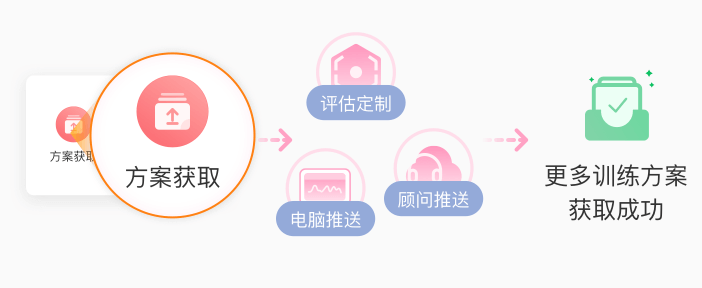 方案获取
方案获取
评估定制
电脑推送
顾问推送
更多训练方案
获取成功